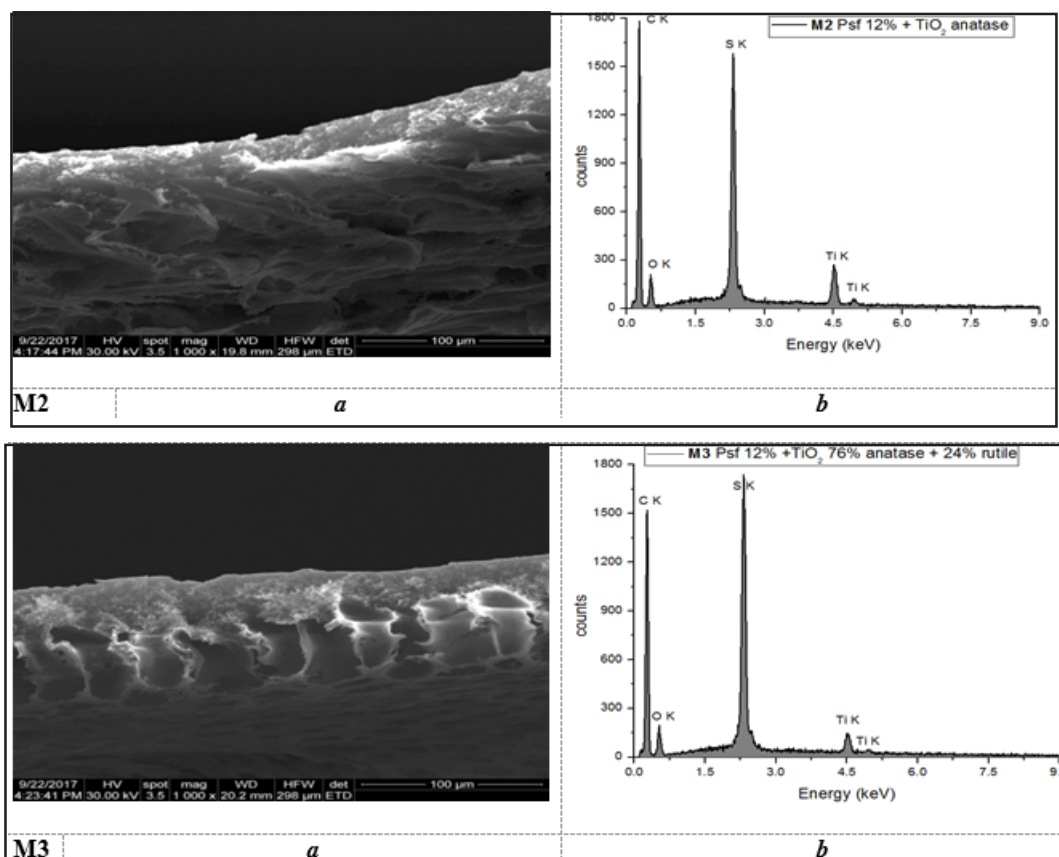 1800
C K
M2 Psf 12% + TiO₂ anatase
S K
1500
1200
counts
900
600
300
O K
Ti K
Ti K
0
0.0 1.5 3.0 4.5 6.0 7.5 9.0
Energy (keV)
9/22/2017 HV spot mag WD HFW det
4:17:44 PM 30.00 kV 3.5 1 000 x 19.8 mm 298 µm ETD
100 µm
M2 a b
1800
M3 Psf 12% +TiO₂ 76% anatase + 24% rutile
S K
C K
1500
1200
counts
900
600
300
O K
Ti K
Ti K
0
0.0 1.5 3.0 4.5 6.0 7.5 9.0
Energy (keV)
9/22/2017 HV spot mag WD HFW det
4:23:41 PM 30.00 kV 3.5 1 000 x 20.2 mm 298 µm ETD
100 µm
M3 a b